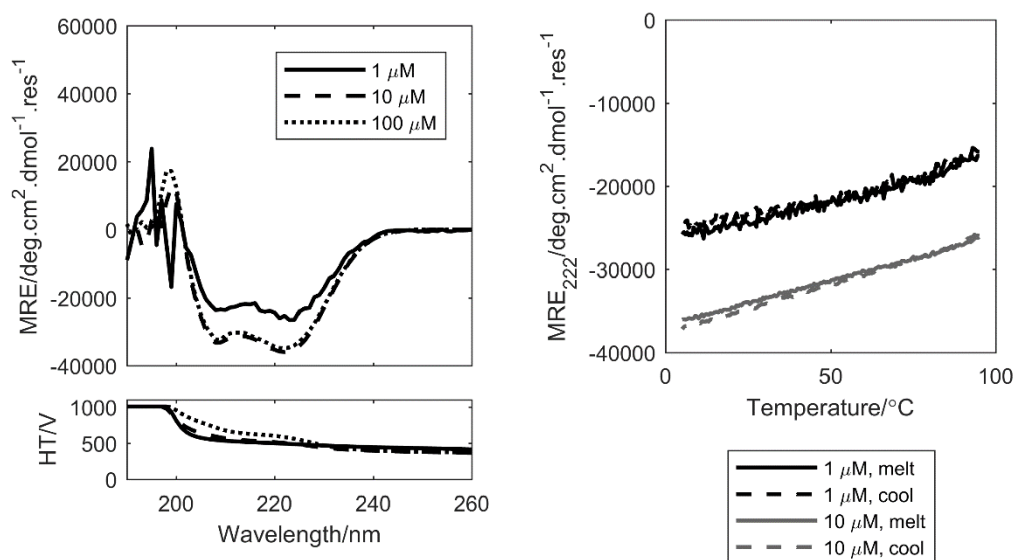 60000
40000
20000
0
-20000
-40000
MRE/deg.cm².dmol⁻¹.res⁻¹
1 μM
10 μM
100 μM
1000
500
0
HT/V
200
220
240
260
Wavelength/nm
0
-10000
-20000
-30000
-40000
MRE₂₂₂/deg.cm².dmol⁻¹.res⁻¹
0
50
100
Temperature/°C
1 μM, melt
1 μM, cool
10 μM, melt
10 μM, cool